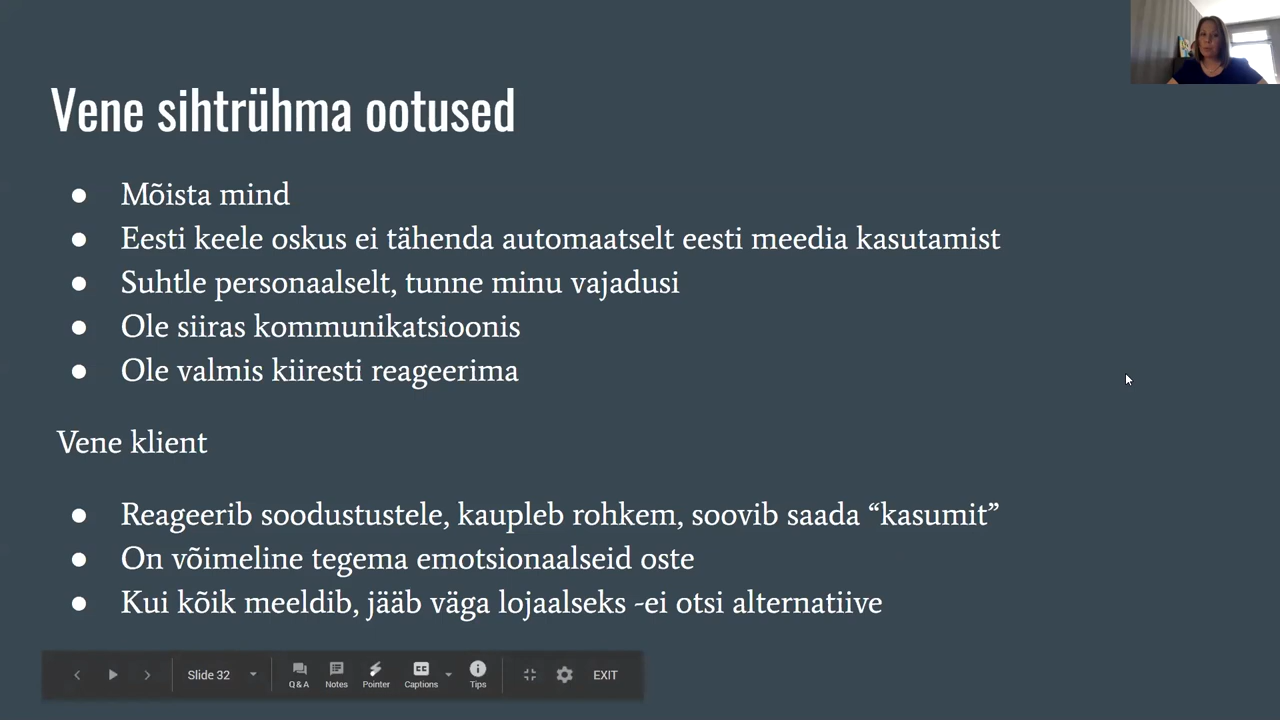 Vene sihtrühma ootused
● Mõista mind
● Eesti keele oskus ei tähenda automaatselt eesti meedia kasutamist
● Suhtle personaalselt, tunne minu vajadusi
● Ole siiras kommunikatsioonis
● Ole valmis kiiresti reageerima
Vene klient
● Reageerib soodustustele, kaupleb rohkem, soovib saada “kasumit”
● On võimeline tegema emotsionaalseid oste
● Kui kõik meeldib, jääb väga lojaalseks -ei otsi alternatiive
Slide 32 Q&A Notes Pointer CC Captions Tips EXIT